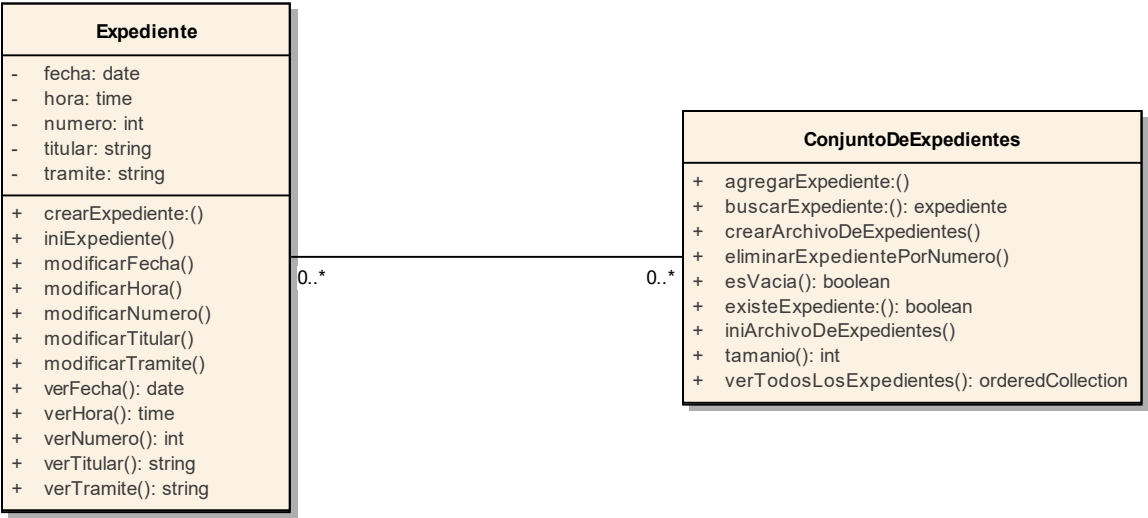 Expediente
- fecha: date
- hora: time
- numero: int
- titular: string
- tramite: string
+ crearExpediente:()
+ iniExpediente()
+ modificarFecha()
+ modificarHora()
+ modificarNumero()
+ modificarTitular()
+ modificarTramite()
+ verFecha(): date
+ verHora(): time
+ verNumero(): int
+ verTitular(): string
+ verTramite(): string
0..*
0..*
ConjuntoDeExpedientes
+ agregarExpediente:()
+ buscarExpediente:(): expediente
+ crearArchivoDeExpedientes()
+ eliminarExpedientePorNumero()
+ esVacia(): boolean
+ existeExpediente:(): boolean
+ iniArchivoDeExpedientes()
+ tamanio(): int
+ verTodosLosExpedientes(): orderedCollection